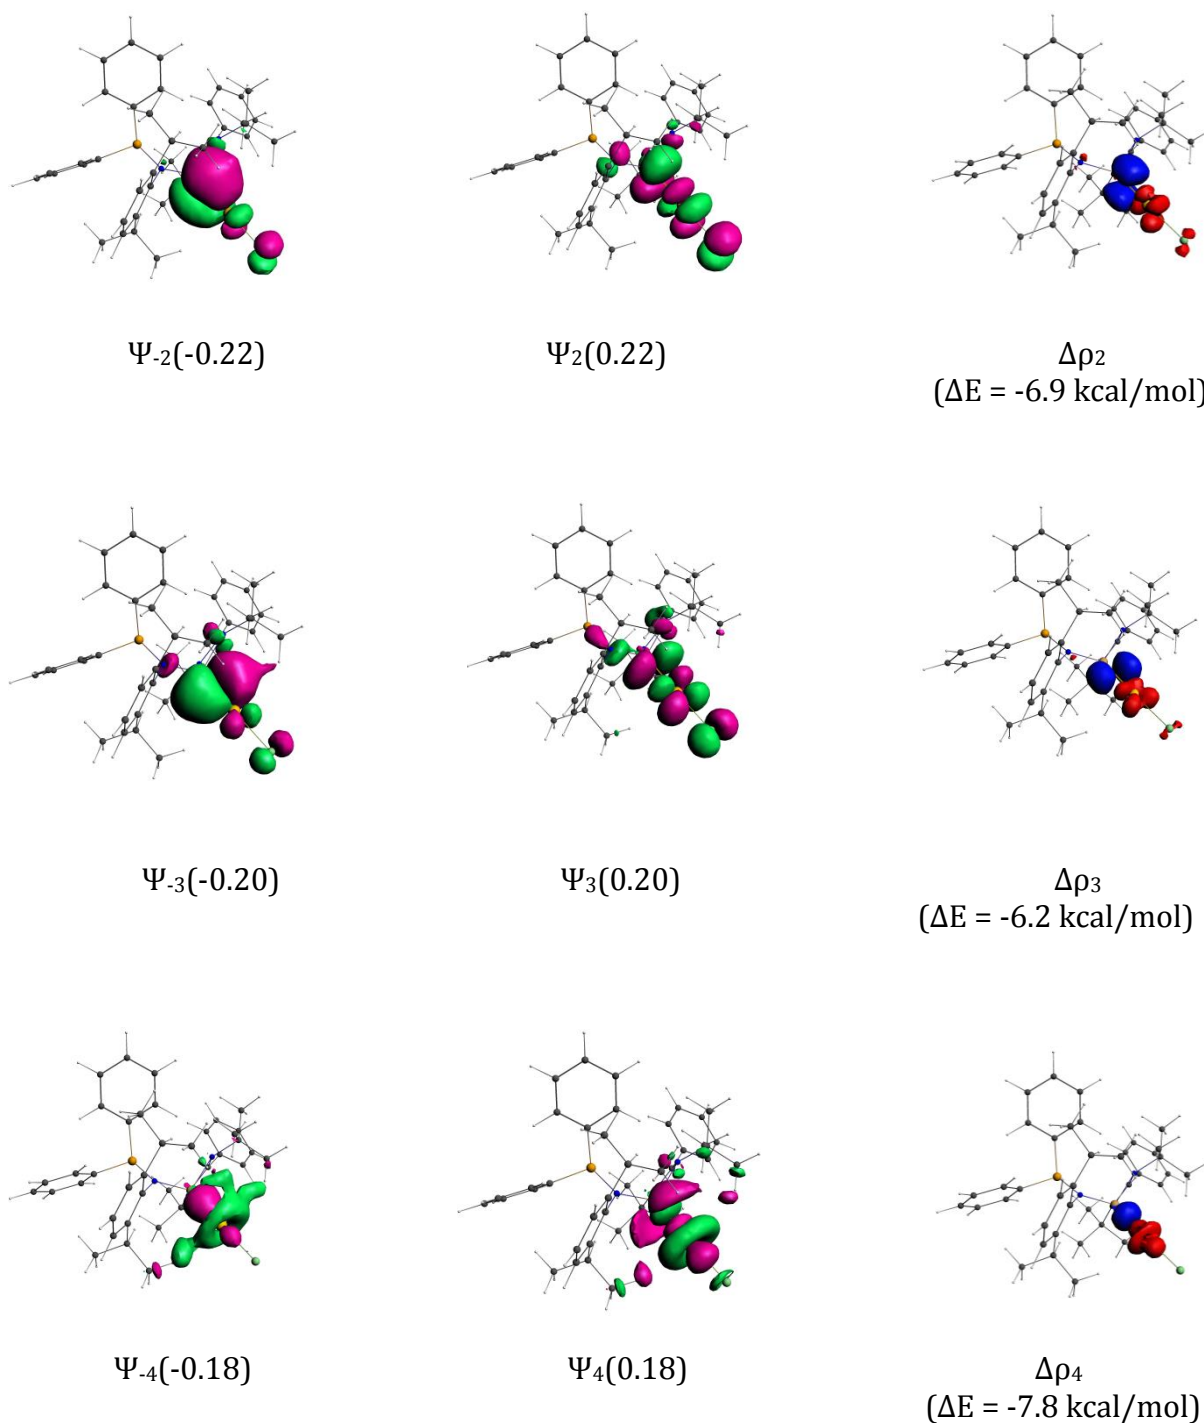 Ψ-2(-0.22) Ψ2(0.22) Δρ2
(ΔE = -6.9 kcal/mol)
Ψ-3(-0.20) Ψ3(0.20) Δρ3
(ΔE = -6.2 kcal/mol)
Ψ-4(-0.18) Ψ4(0.18) Δρ4
(ΔE = -7.8 kcal/mol)